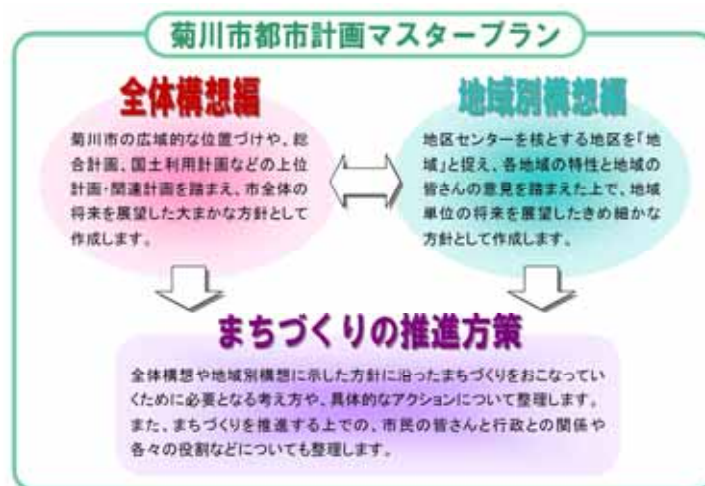 菊川市都市計画マスタープラン
全体構想編
菊川市の広域的な位置づけや、総
合計画、国土利用計画などの上位
計画・関連計画を踏まえ、市全体の
将来を展望した大まかな方針として
作成します。
地域別構想編
地区センターを核とする地区を「地
域」と捉え、各地域の特性と地域の
皆さんの意見を踏まえた上で、地域
単位の将来を展望したきめ細かな
方針として作成します。
まちづくりの推進方策
全体構想や地域別構想に示した方針に沿ったまちづくりをおこなってい
くために必要となる考え方や、具体的なアクションについて整理します。
また、まちづくりを推進する上での、市民の皆さんと行政との関係や
各々の役割などについても整理します。